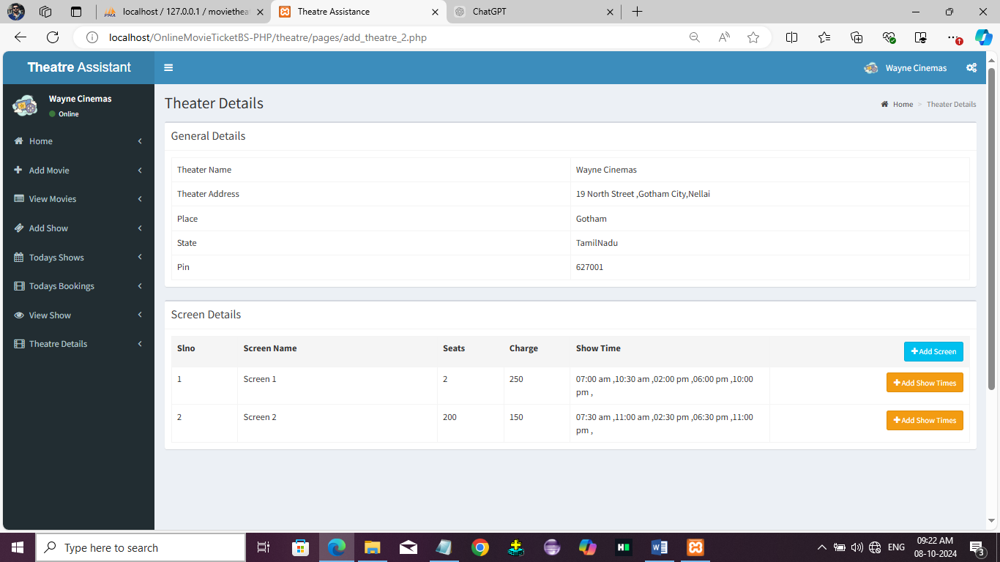 localhost / 127.0.0.1 / movietheat
Theatre Assistance
ChatGPT
localhost/OnlineMovieTicketBS-PHP/theatre/pages/add_theatre_2.php
Theatre Assistant
Wayne Cinemas
Wayne Cinemas
Online
Home
Add Movie
View Movies
Add Show
Todays Shows
Todays Bookings
View Show
Theatre Details
Theater Details
Home > Theater Details
General Details
Theater Name Wayne Cinemas
Theater Address 19 North Street ,Gotham City,Nellai
Place Gotham
State TamilNadu
Pin 627001
Screen Details
Slno Screen Name Seats Charge Show Time Add Screen
1 Screen 1 2 250 07:00 am ,10:30 am ,02:00 pm ,06:00 pm ,10:00 Add Show Times
pm ,
2 Screen 2 200 150 07:30 am ,11:00 am ,02:30 pm ,06:30 pm ,11:00 Add Show Times
pm ,
Type here to search
ENG
09:22 AM
08-10-2024
3